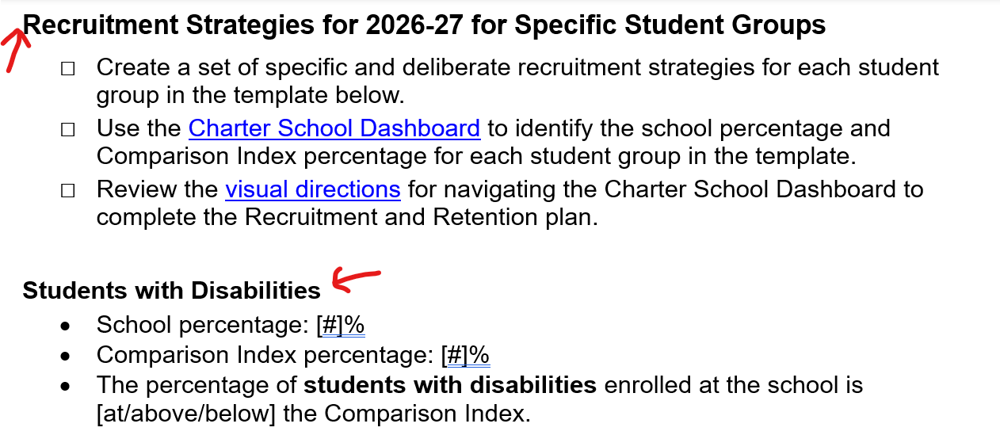 Recruitment Strategies for 2026-27 for Specific Student Groups
☐ Create a set of specific and deliberate recruitment strategies for each student
group in the template below.
☐ Use the Charter School Dashboard to identify the school percentage and
Comparison Index percentage for each student group in the template.
☐ Review the visual directions for navigating the Charter School Dashboard to
complete the Recruitment and Retention plan.
Students with Disabilities
• School percentage: [#]%
• Comparison Index percentage: [#]%
• The percentage of students with disabilities enrolled at the school is
[at/above/below] the Comparison Index.